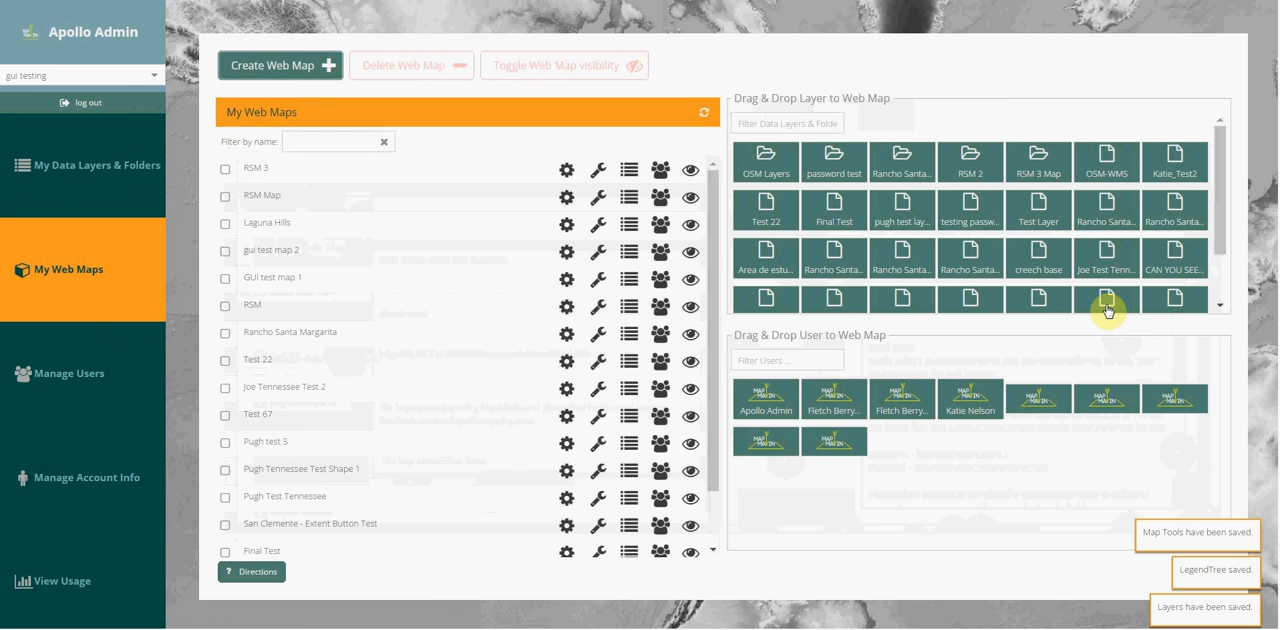 Apollo Admin
gui testing
log out
My Data Layers & Folders
My Web Maps
Manage Users
Manage Account Info
View Usage
Create Web Map
Delete Web Map
Toggle Web Map visibility
My Web Maps
Filter by name:
RSM 3
RSM Map
Laguna Hills
gui test map 2
GUI test map 1
RSM
Rancho Santa Margarita
Test 22
Joe Tennessee Test 2
Test 67
Pugh test 5
Pugh Tennessee Test Shape 1
Pugh Test Tennessee
San Clemente - Extent Button Test
Final Test
? Directions
Drag & Drop Layer to Web Map
Filter Data Layers & Folde
OSM Layers
password test
Rancho Santa...
RSM 2
RSM 3 Map
OSM-WMS
Katie_Test2
Test 22
Final Test
pugh test lay...
testing passw...
Test Layer
Rancho Santa...
Rancho Santa...
Area de estu...
Rancho Santa...
Rancho Santa...
Rancho Santa...
creech base
Joe Test Tenn...
CAN YOU SEE...
Drag & Drop User to Web Map
Filter Users ...
Apollo Admin
Fletch Berry...
Fletch Berry...
Katie Nelson
Map Tools have been saved.
LegendTree saved.
Layers have been saved.